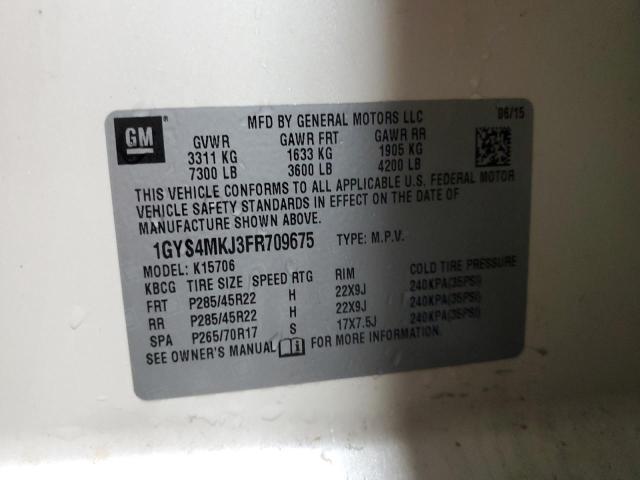 GM ® MFD BY GENERAL MOTORS LLC 06/15
GVWR GAWR FRT GAWR RR
3311 KG 1633 KG 1905 KG
7300 LB 3600 LB 4200 LB
THIS VEHICLE CONFORMS TO ALL APPLICABLE U.S. FEDERAL MOTOR
VEHICLE SAFETY STANDARDS IN EFFECT ON THE DATE OF
MANUFACTURE SHOWN ABOVE.
1GYS4MKJ3FR709675 TYPE: M.P.V.
MODEL: K15706
KBCG TIRE SIZE SPEED RTG RIM COLD TIRE PRESSURE
FRT P285/45R22 H 22X9J 240KPA(35PSI)
RR P285/45R22 H 22X9J 240KPA(35PSI)
SPA P265/70R17 S 17X7.5J 240KPA(35PSI)
SEE OWNER'S MANUAL i FOR MORE INFORMATION.